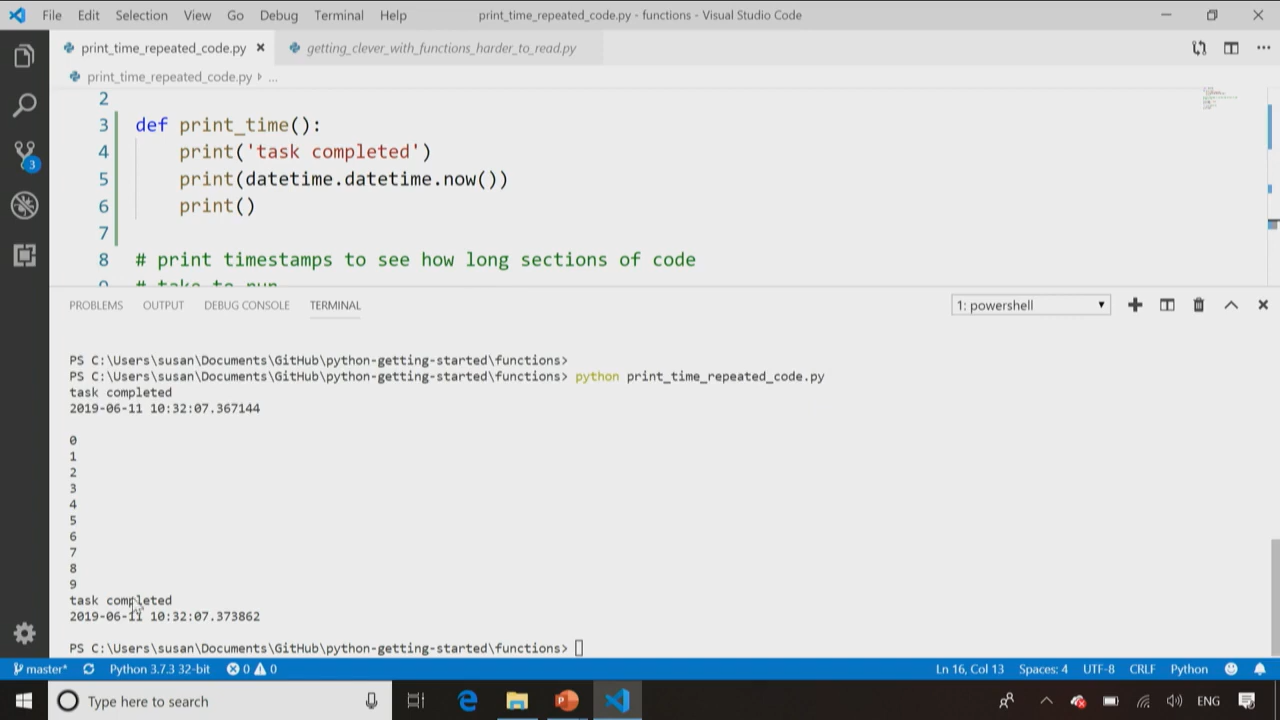 File Edit Selection View Go Debug Terminal Help print_time_repeated_code.py - functions - Visual Studio Code
print_time_repeated_code.py getting_clever_with_functions_harder_to_read.py
print_time_repeated_code.py ...
2
3 def print_time():
4 print('task completed')
5 print(datetime.datetime.now())
6 print()
7
8 # print timestamps to see how long sections of code
9 # take to run
PROBLEMS OUTPUT DEBUG CONSOLE TERMINAL 1: powershell
PS C:\Users\susan\Documents\GitHub\python-getting-started\functions>
PS C:\Users\susan\Documents\GitHub\python-getting-started\functions> python print_time_repeated_code.py
task completed
2019-06-11 10:32:07.367144
0
1
2
3
4
5
6
7
8
9
task completed
2019-06-11 10:32:07.373862
PS C:\Users\susan\Documents\GitHub\python-getting-started\functions>
3
master* Python 3.7.3 32-bit 0 0 Ln 16, Col 13 Spaces: 4 UTF-8 CRLF Python
Type here to search ENG